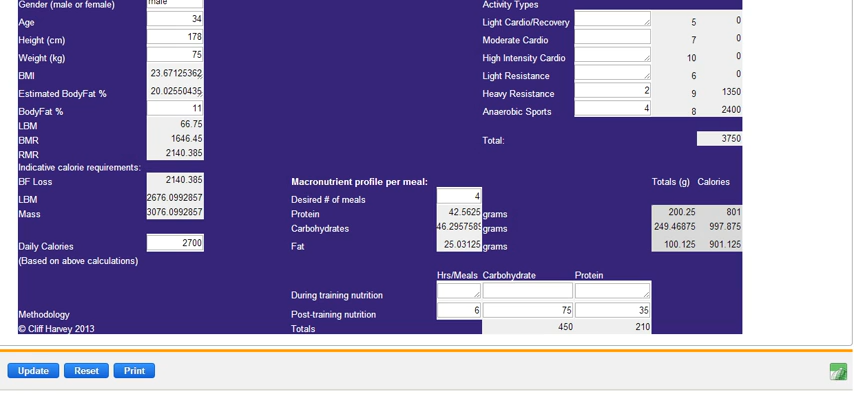 Gender (male or female) male Activity Types
Age 34 Light Cardio/Recovery 5 0
Height (cm) 178 Moderate Cardio 7 0
Weight (kg) 75 High Intensity Cardio 10 0
BMI 23.67125362 Light Resistance 6 0
Estimated BodyFat % 20.02550435 Heavy Resistance 2 9 1350
BodyFat % 11 Anaerobic Sports 4 8 2400
LBM 66.75
BMR 1646.45 Total: 3750
RMR 2140.385
Indicative calorie requirements:
BF Loss 2140.385 Macronutrient profile per meal: Totals (g) Calories
LBM 2676.0992857 Desired # of meals 4
Mass 3076.0992857 Protein 42.5625 grams 200.25 801
Carbohydrates 46.2957589 grams 249.46875 997.875
Daily Calories 2700 Fat 25.03125 grams 100.125 901.125
(Based on above calculations)
Hrs/Meals Carbohydrate Protein
During training nutrition
Methodology Post-training nutrition 6 75 35
© Cliff Harvey 2013 Totals 450 210
Update Reset Print